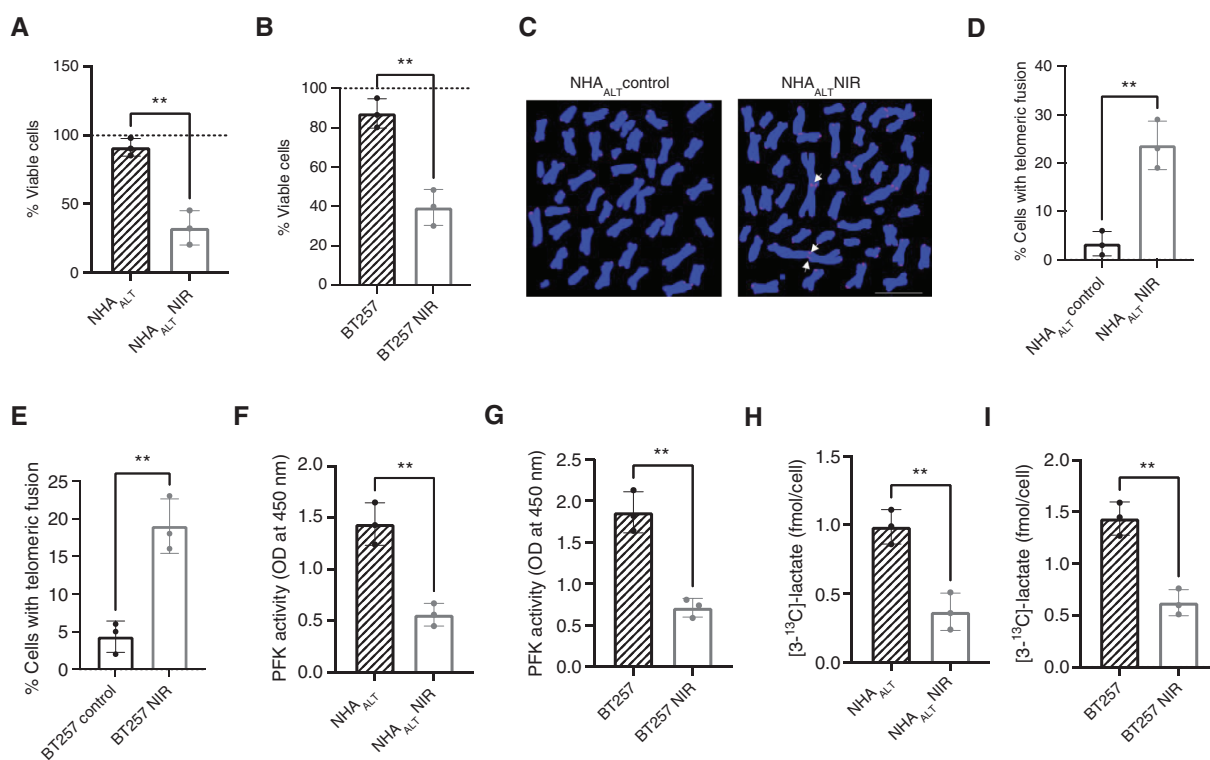 A
% Viable cells
150
100
50
0
**
NHA_ALT
NHA_ALT NIR
B
% Viable cells
100
80
60
40
20
0
**
BT257
BT257 NIR
C
NHA_ALT control
NHA_ALT NIR
D
% Cells with telomeric fusion
40
30
20
10
0
**
NHA_ALT control
NHA_ALT NIR
E
% Cells with telomeric fusion
25
20
15
10
5
0
**
BT257 control
BT257 NIR
F
PFK activity (OD at 450 nm)
2.0
1.5
1.0
0.5
0.0
**
NHA_ALT
NHA_ALT NIR
G
PFK activity (OD at 450 nm)
2.5
2.0
1.5
1.0
0.5
0.0
**
BT257
BT257 NIR
H
[3-¹³C]-lactate (fmol/cell)
1.5
1.0
0.5
0.0
**
NHA_ALT
NHA_ALT NIR
I
[3-¹³C]-lactate (fmol/cell)
2.0
1.5
1.0
0.5
0.0
**
BT257
BT257 NIR